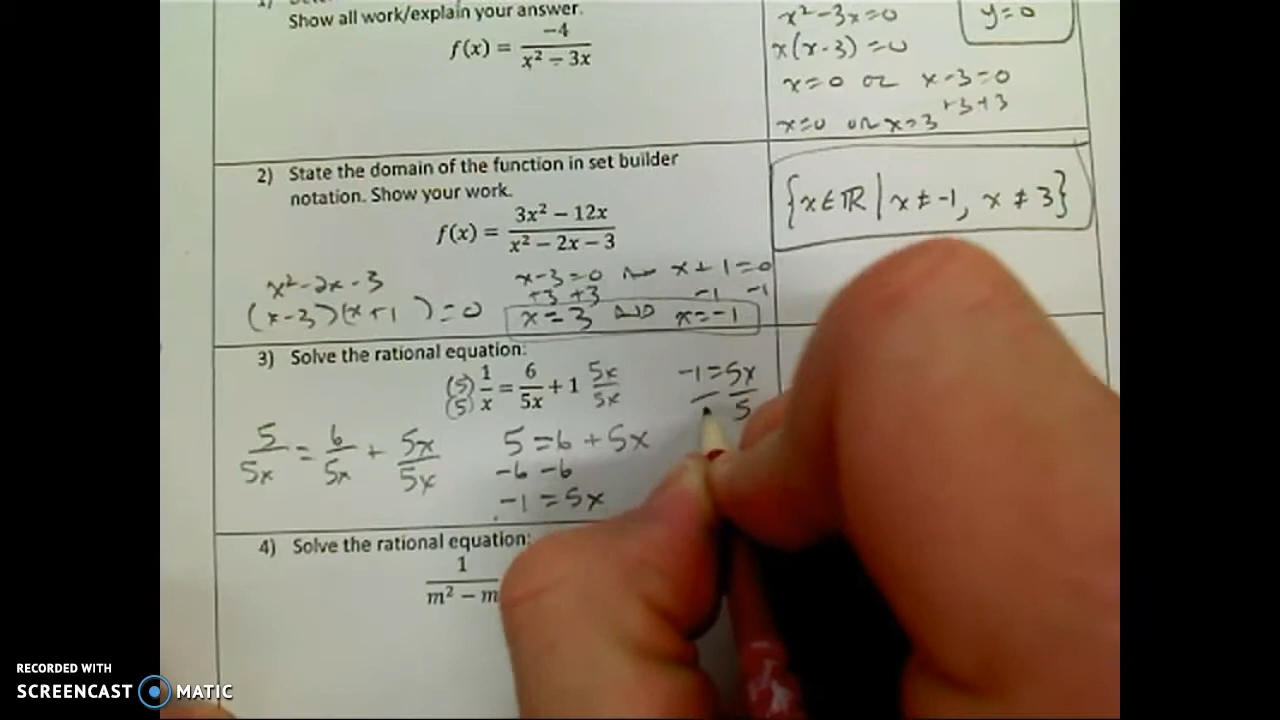 Show all work/explain your answer.
f(x) = -4 / x² - 3x
x² - 3x = 0
x(x-3) = 0
x = 0 or x - 3 = 0
+3 +3
x = 0 or x = 3
y = 0
2) State the domain of the function in set builder
notation. Show your work.
f(x) = 3x² - 12x / x² - 2x - 3
x² - 2x - 3
(x-3)(x+1) = 0
x - 3 = 0
x + 1 = 0
+3 +3
-1 -1
x = 3
x = -1
{x ∈ ℝ | x ≠ -1, x ≠ 3}
3) Solve the rational equation:
(5)/(5) 1/x = 6/5x + 1 5x/5x
5/5x = 6/5x + 5x/5x
5 = 6 + 5x
-6 -6
-1 = 5x
-1 = 5x
5
4) Solve the rational equation:
1 / m² - m
RECORDED WITH
SCREENCAST MATIC